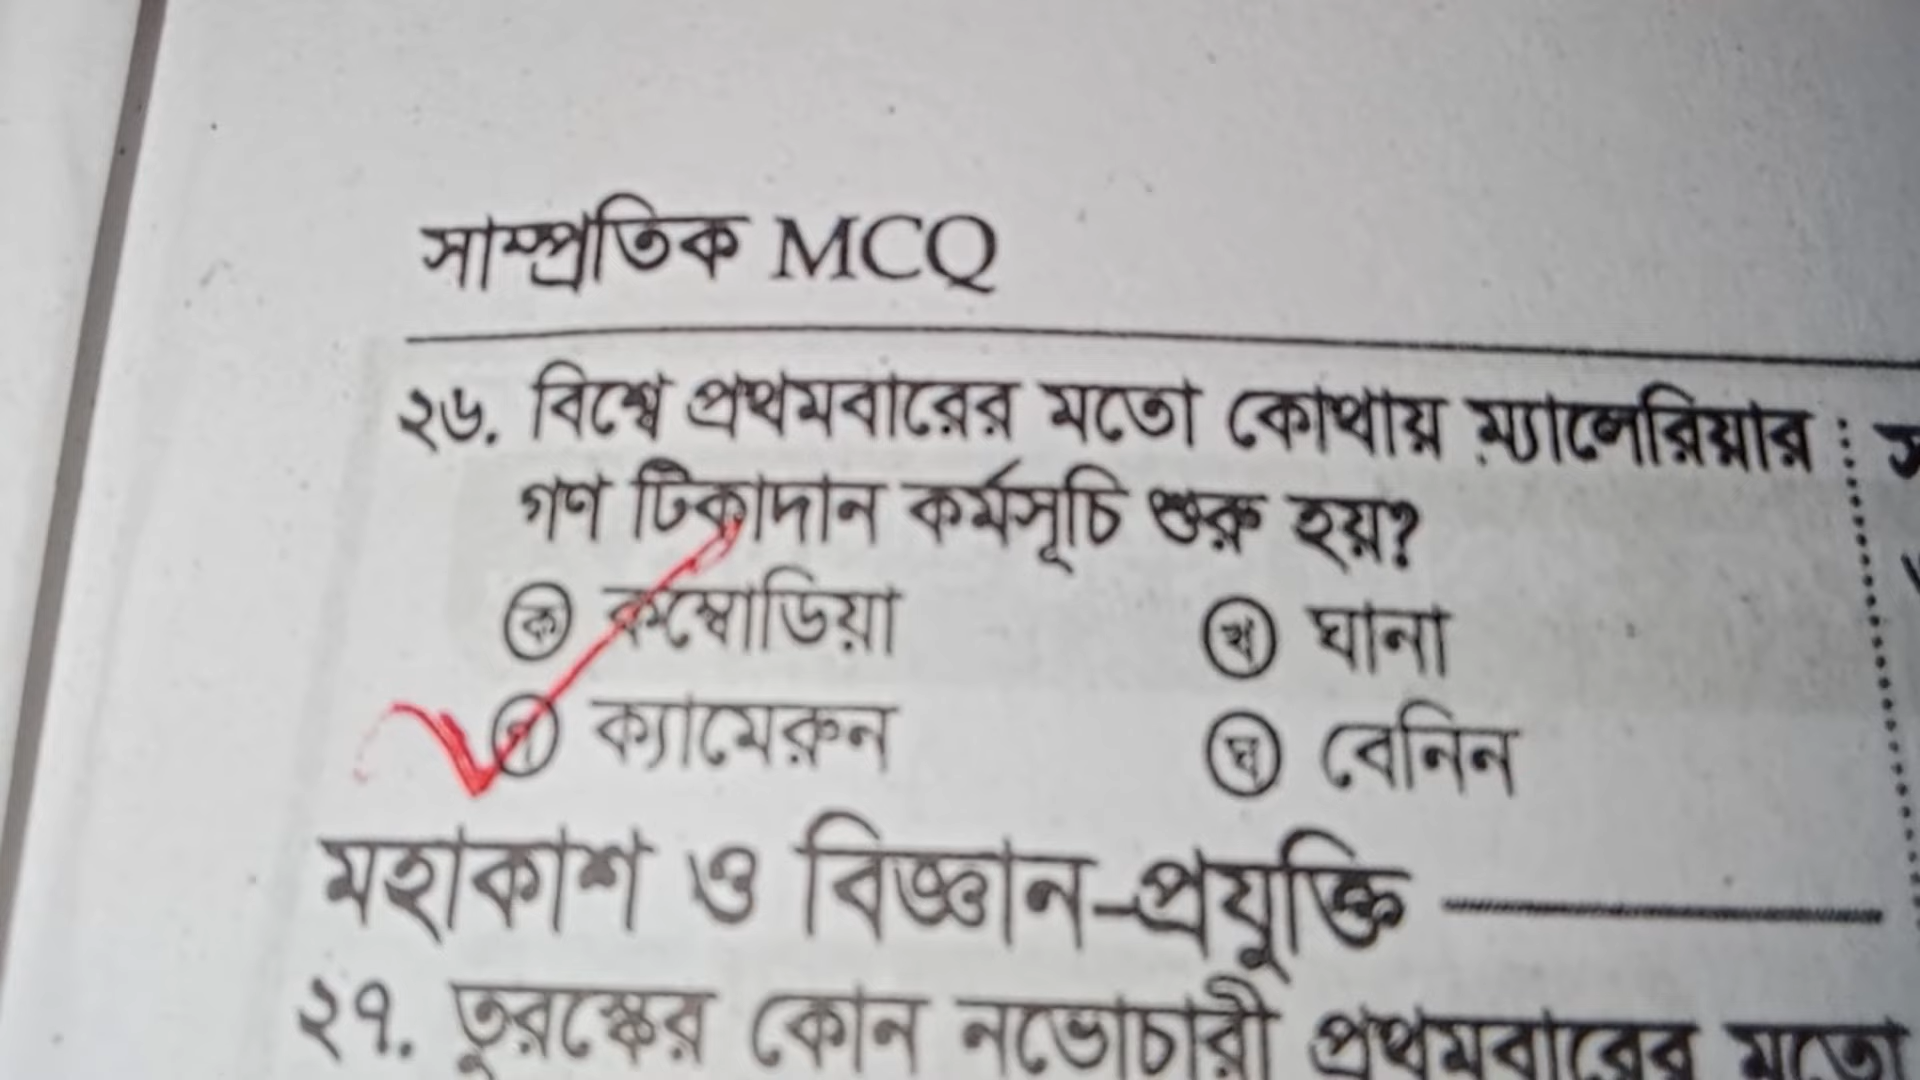 সাম্প্রতিক MCQ
২৬. বিশ্বে প্রথমবারের মতো কোথায় ম্যালেরিয়ার
গণ টিকাদান কর্মসূচি শুরু হয়?
ক কম্বোডিয়া খ ঘানা
গ ক্যামেরুন ঘ বেনিন
মহাকাশ ও বিজ্ঞান-প্রযুক্তি
২৭. তুরস্কের কোন নভোচারী প্রথমবারের মতো